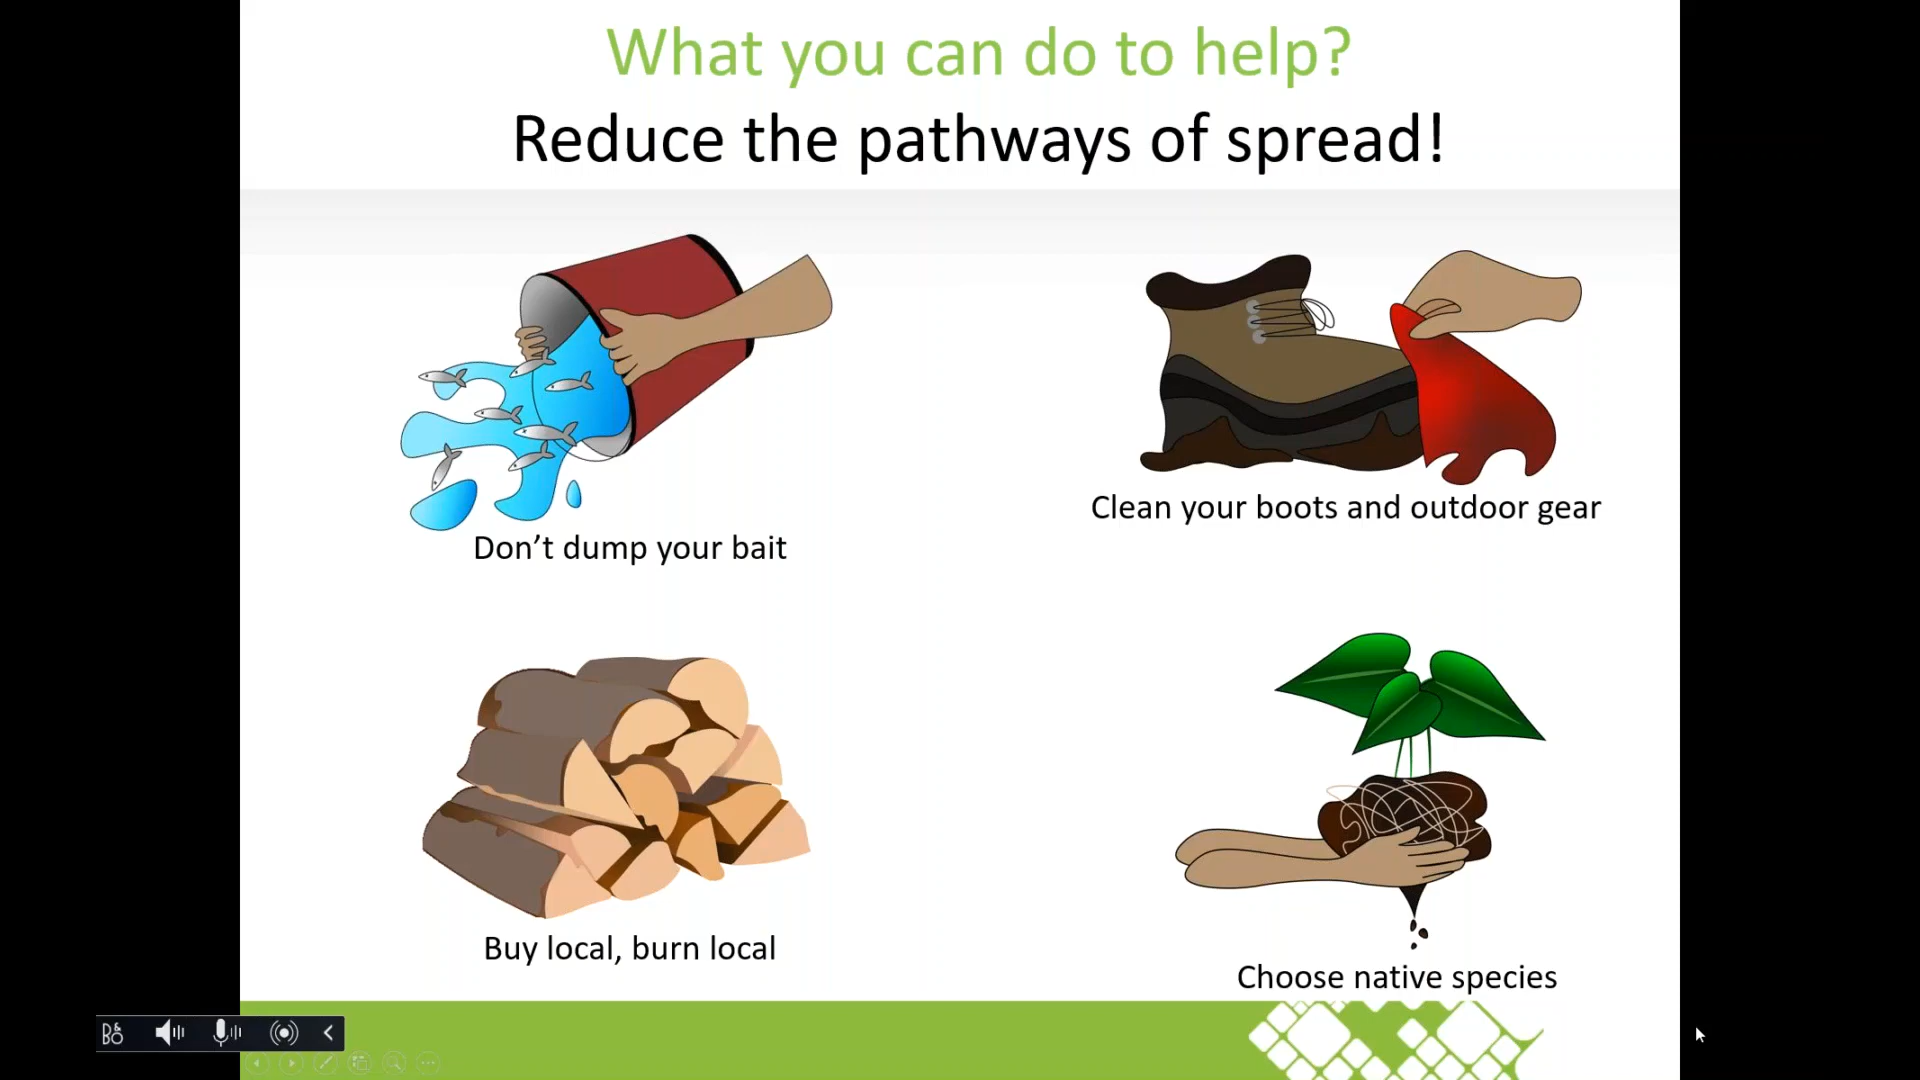 What you can do to help?
Reduce the pathways of spread!
Don’t dump your bait
Clean your boots and outdoor gear
Buy local, burn local
Choose native species
B&O